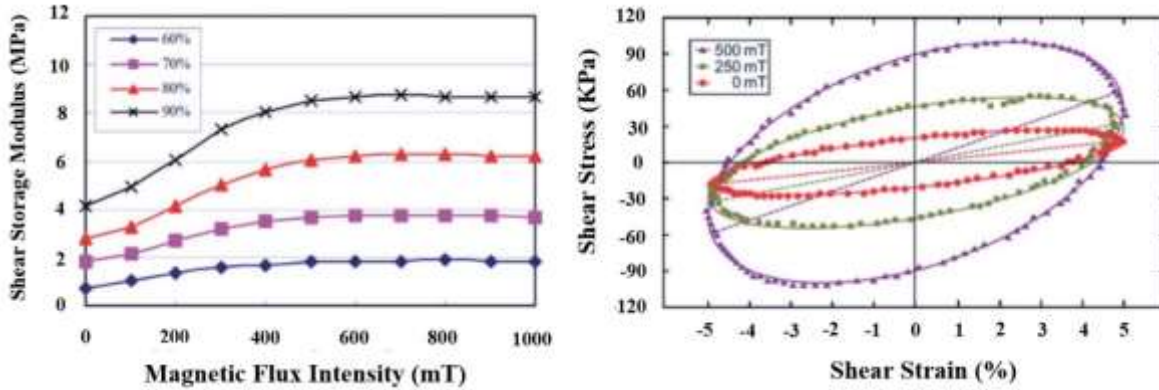 Shear Storage Modulus (MPa)
12
10
8
6
4
2
0
60%
70%
80%
90%
0 200 400 600 800 1000
Magnetic Flux Intensity (mT)
Shear Stress (KPa)
120
90
60
30
0
-30
-60
-90
-120
500 mT
250 mT
0 mT
-5 -4 -3 -2 -1 0 1 2 3 4 5
Shear Strain (%)